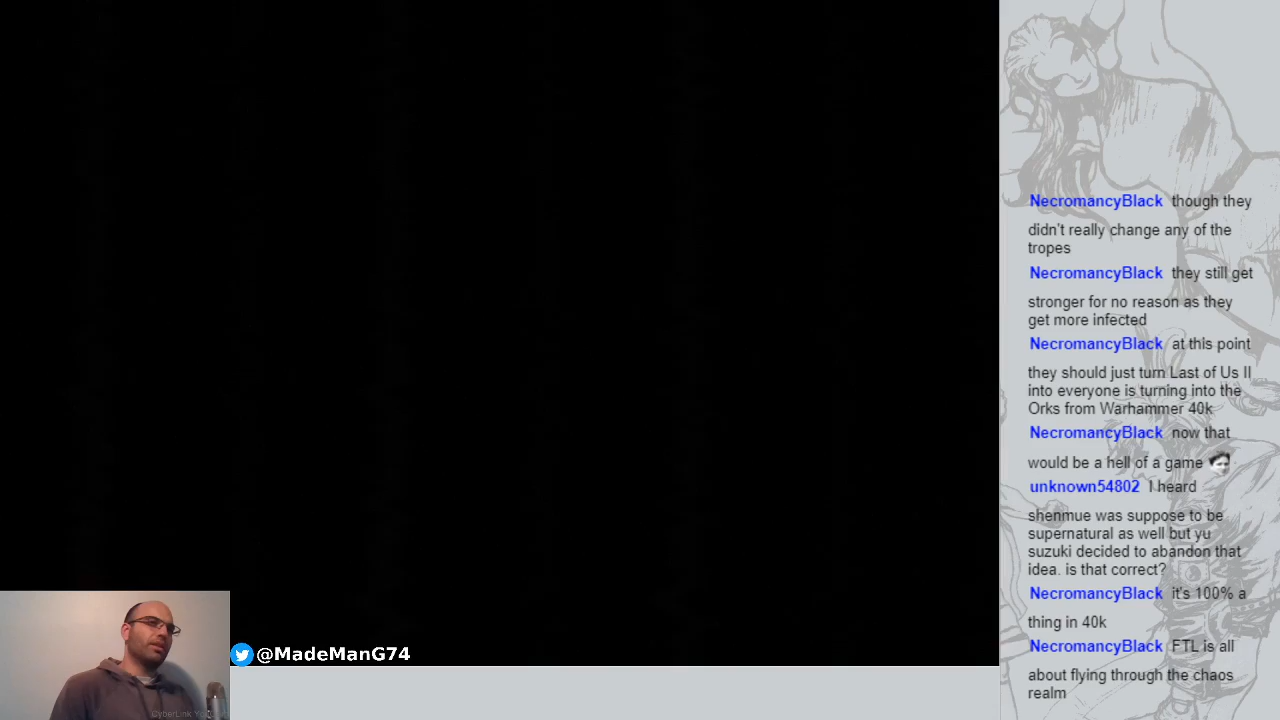 NecromancyBlack though they
didn't really change any of the
tropes
NecromancyBlack they still get
stronger for no reason as they
get more infected
NecromancyBlack at this point
they should just turn Last of Us II
into everyone is turning into the
Orks from Warhammer 40k
NecromancyBlack now that
would be a hell of a game
unknown54802 I heard
shenmue was suppose to be
supernatural as well but yu
suzuki decided to abandon that
idea. is that correct?
NecromancyBlack it's 100% a
thing in 40k
NecromancyBlack FTL is all
about flying through the chaos
realm
@MadeManG74
CyberLink